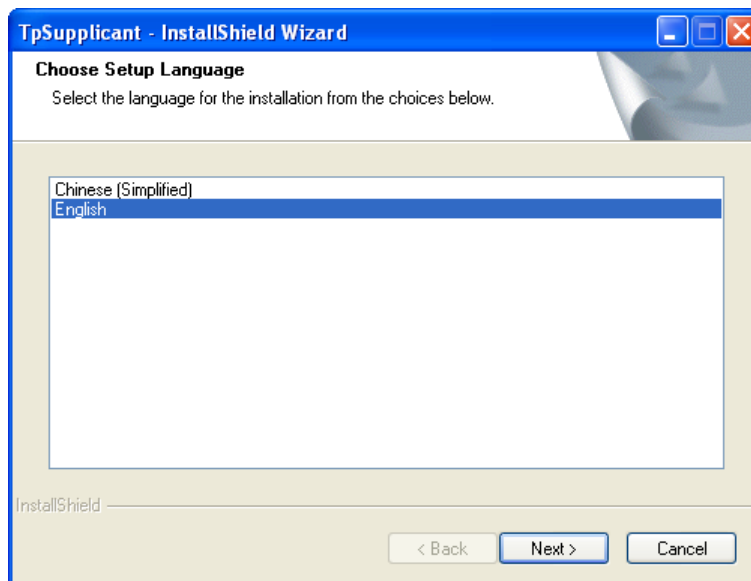 TpSupplicant - InstallShield Wizard
Choose Setup Language
Select the language for the installation from the choices below.
Chinese (Simplified)
English
InstallShield
< Back Next > Cancel